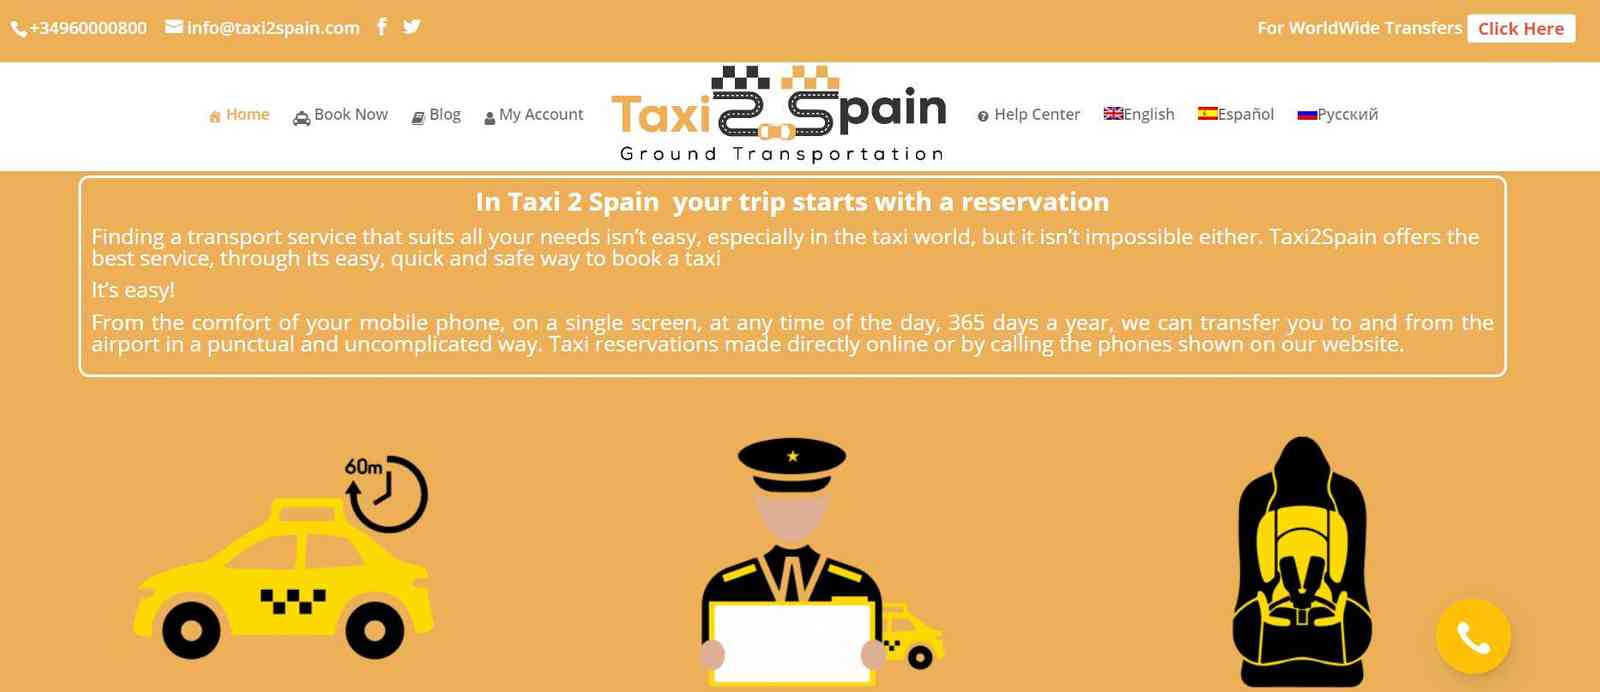 +34960000800 info@taxi2spain.com
For WorldWide Transfers Click Here
Home Book Now Blog My Account
Taxi2Spain
Ground Transportation
Help Center English Español Русский
In Taxi 2 Spain  your trip starts with a reservation
Finding a transport service that suits all your needs isn’t easy, especially in the taxi world, but it isn’t impossible either. Taxi2Spain offers the
best service, through its easy, quick and safe way to book a taxi
It’s easy!
From the comfort of your mobile phone, on a single screen, at any time of the day, 365 days a year, we can transfer you to and from the
airport in a punctual and uncomplicated way. Taxi reservations made directly online or by calling the phones shown on our website.
60m